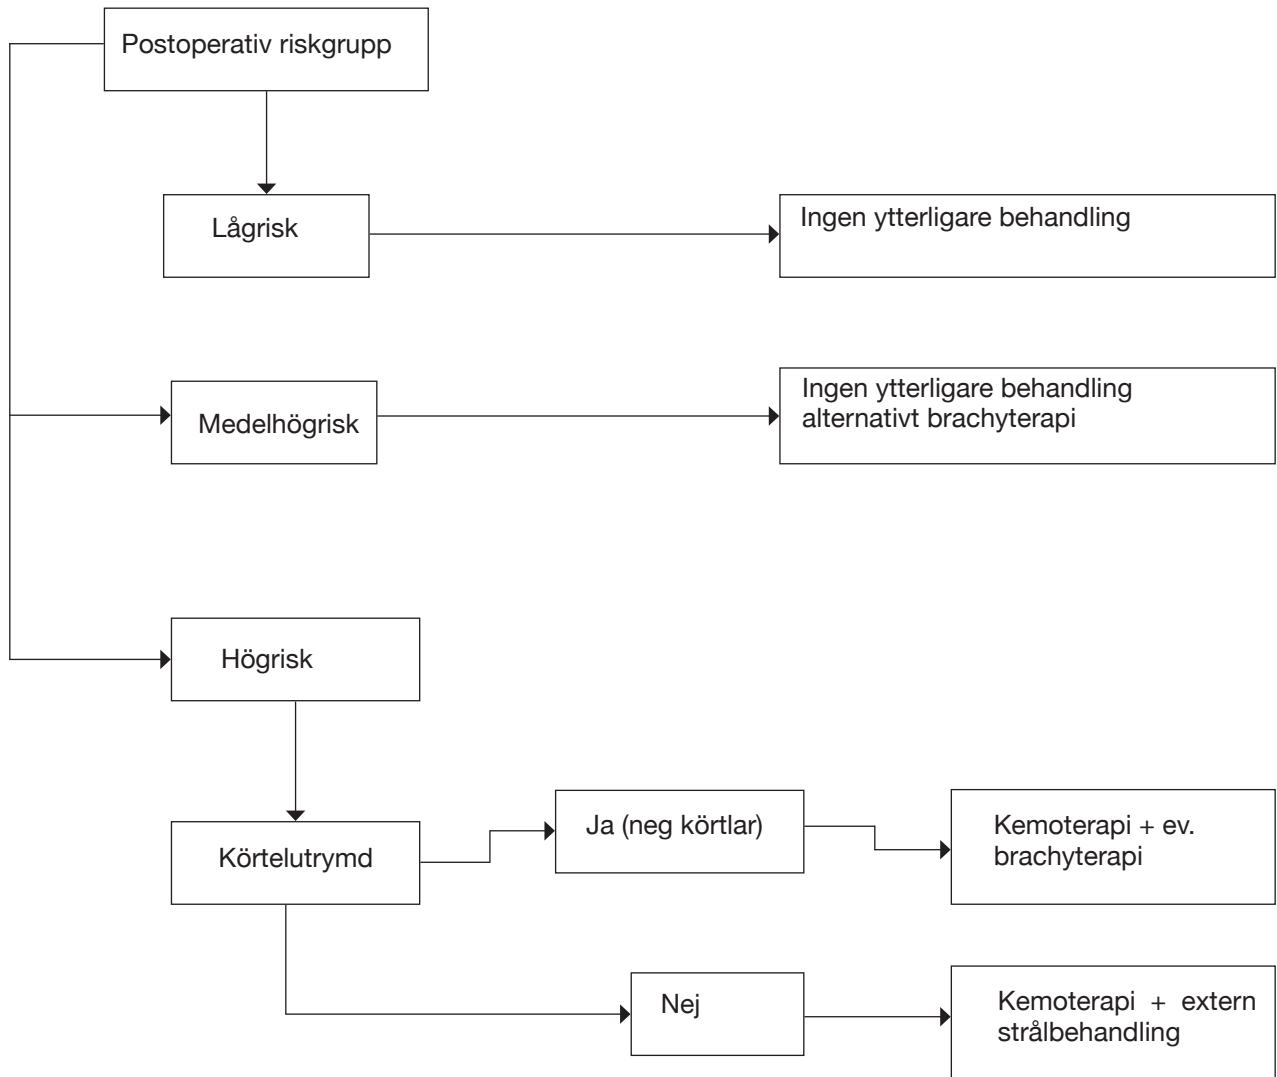 Postoperativ riskgrupp
Lågrisk
Ingen ytterligare behandling
Medelhögrisk
Ingen ytterligare behandling
alternativt brachyterapi
Högrisk
Körtelutrymd
Ja (neg körtlar)
Kemoterapi + ev.
brachyterapi
Nej
Kemoterapi + extern
strålbehandling